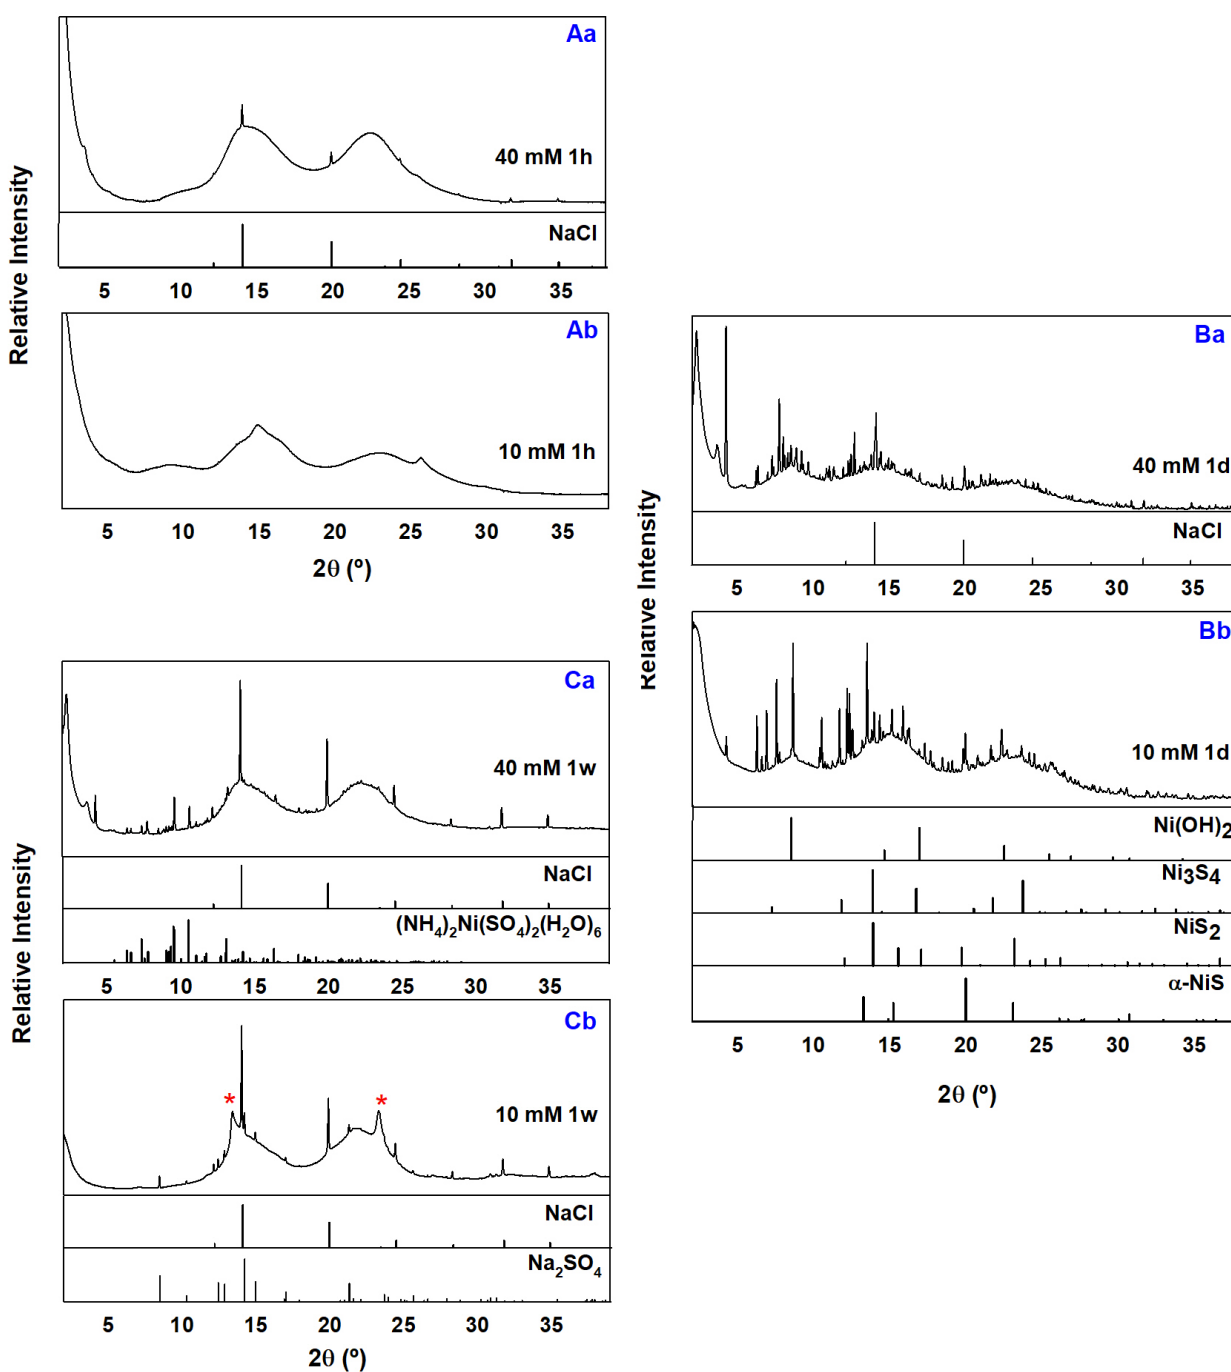 Aa
40 mM 1h
NaCl
5 10 15 20 25 30 35
Relative Intensity
Ab
10 mM 1h
5 10 15 20 25 30 35
2θ (º)
Ba
40 mM 1d
NaCl
5 10 15 20 25 30 35
Relative Intensity
Bb
10 mM 1d
Ni(OH)2
Ni3S4
NiS2
α-NiS
5 10 15 20 25 30 35
2θ (º)
Ca
40 mM 1w
NaCl
(NH4)2Ni(SO4)2(H2O)6
5 10 15 20 25 30 35
Relative Intensity
Cb
* *
10 mM 1w
NaCl
Na2SO4
5 10 15 20 25 30 35
2θ (º)